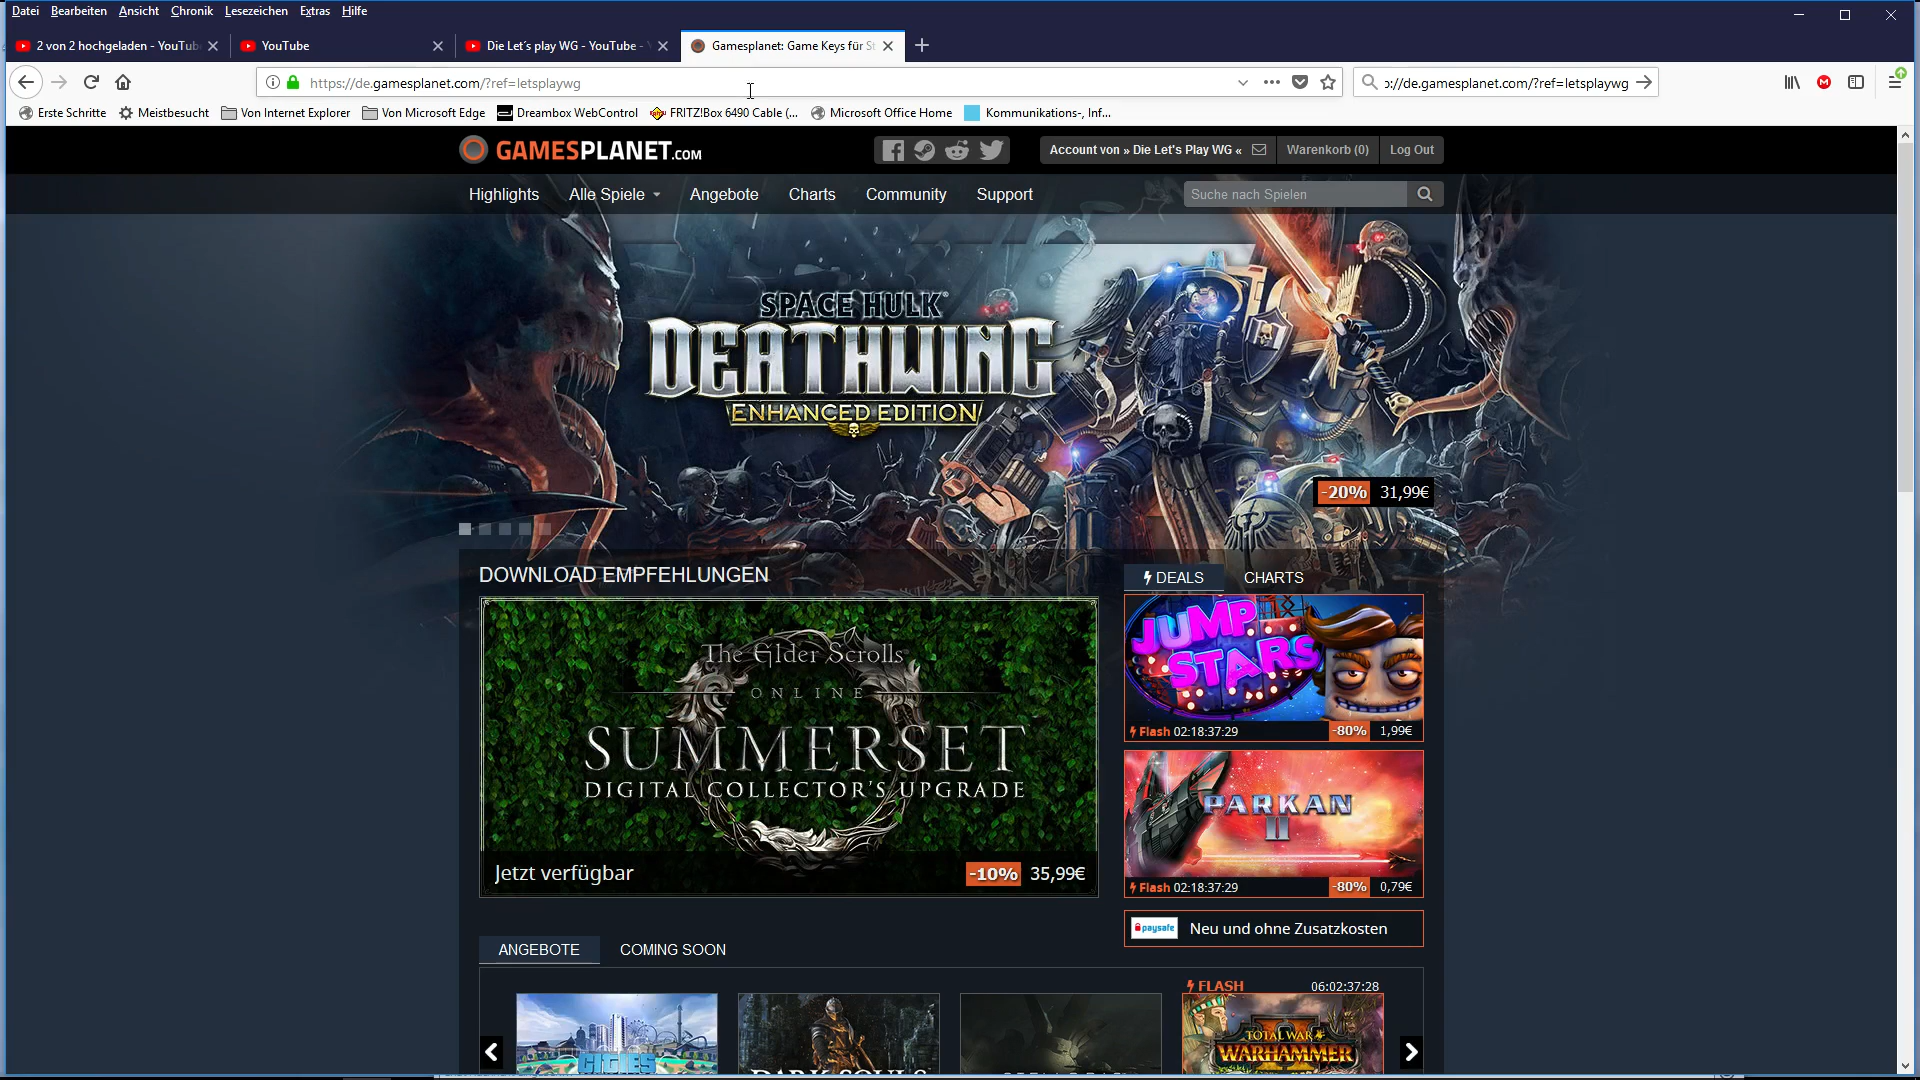 Datei Bearbeiten Ansicht Chronik Lesezeichen Extras Hilfe
2 von 2 hochgeladen - YouTub
YouTube
Die Let´s play WG - YouTube -
Gamesplanet: Game Keys für St
https://de.gamesplanet.com/?ref=letsplaywg
://de.gamesplanet.com/?ref=letsplaywg
Erste Schritte Meistbesucht Von Internet Explorer Von Microsoft Edge Dreambox WebControl FRITZ!Box 6490 Cable (... Microsoft Office Home Kommunikations-, Inf...
GAMESPLANET.COM
Account von » Die Let's Play WG « Warenkorb (0) Log Out
Highlights Alle Spiele Angebote Charts Community Support
Suche nach Spielen
SPACE HULK
DEATHWING
ENHANCED EDITION
-20% 31,99€
DOWNLOAD EMPFEHLUNGEN
The Elder Scrolls
ONLINE
SUMMERSET
DIGITAL COLLECTOR'S UPGRADE
Jetzt verfügbar
-10% 35,99€
DEALS CHARTS
JUMP
STARS
Flash 02:18:37:29 -80% 1,99€
PARKAN
II
Flash 02:18:37:29 -80% 0,79€
paysafe Neu und ohne Zusatzkosten
ANGEBOTE COMING SOON
FLASH 06:02:37:28
CITIES
DARK SOULS
TOTAL WAR
WARHAMMER